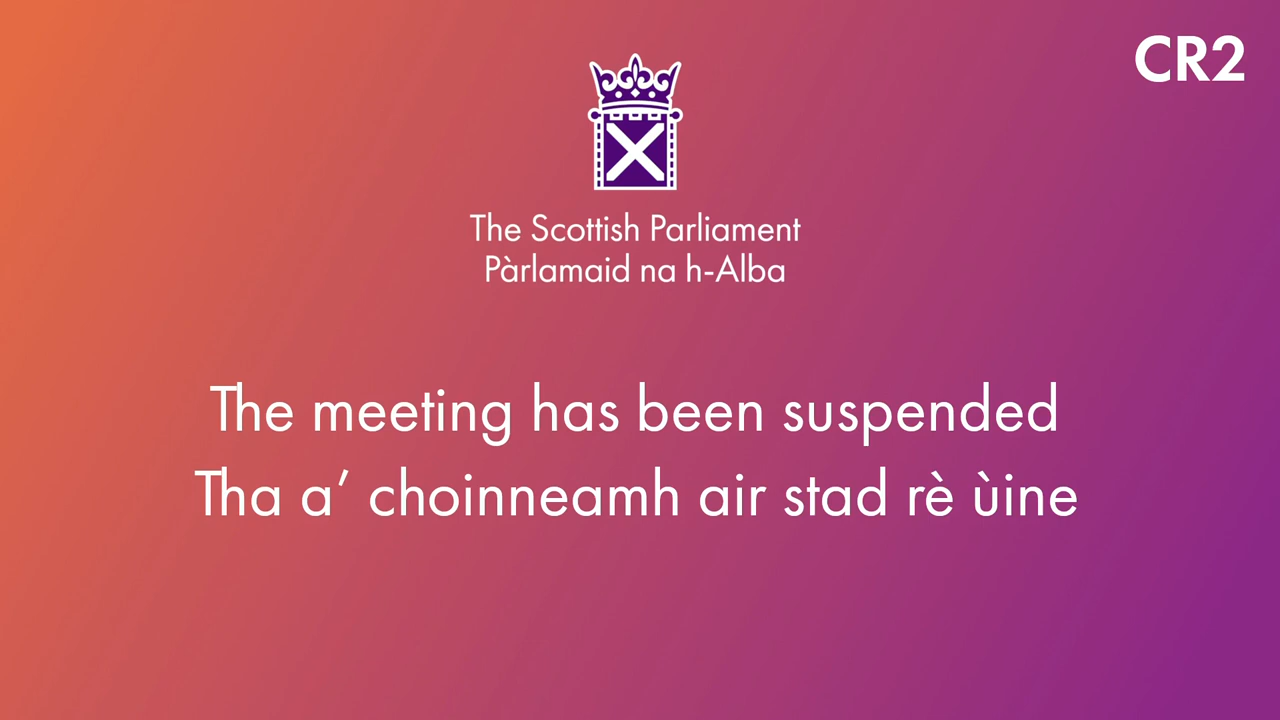 CR2
The Scottish Parliament
Pàrlamaid na h-Alba
The meeting has been suspended
Tha a’ choinneamh air stad rè ùine